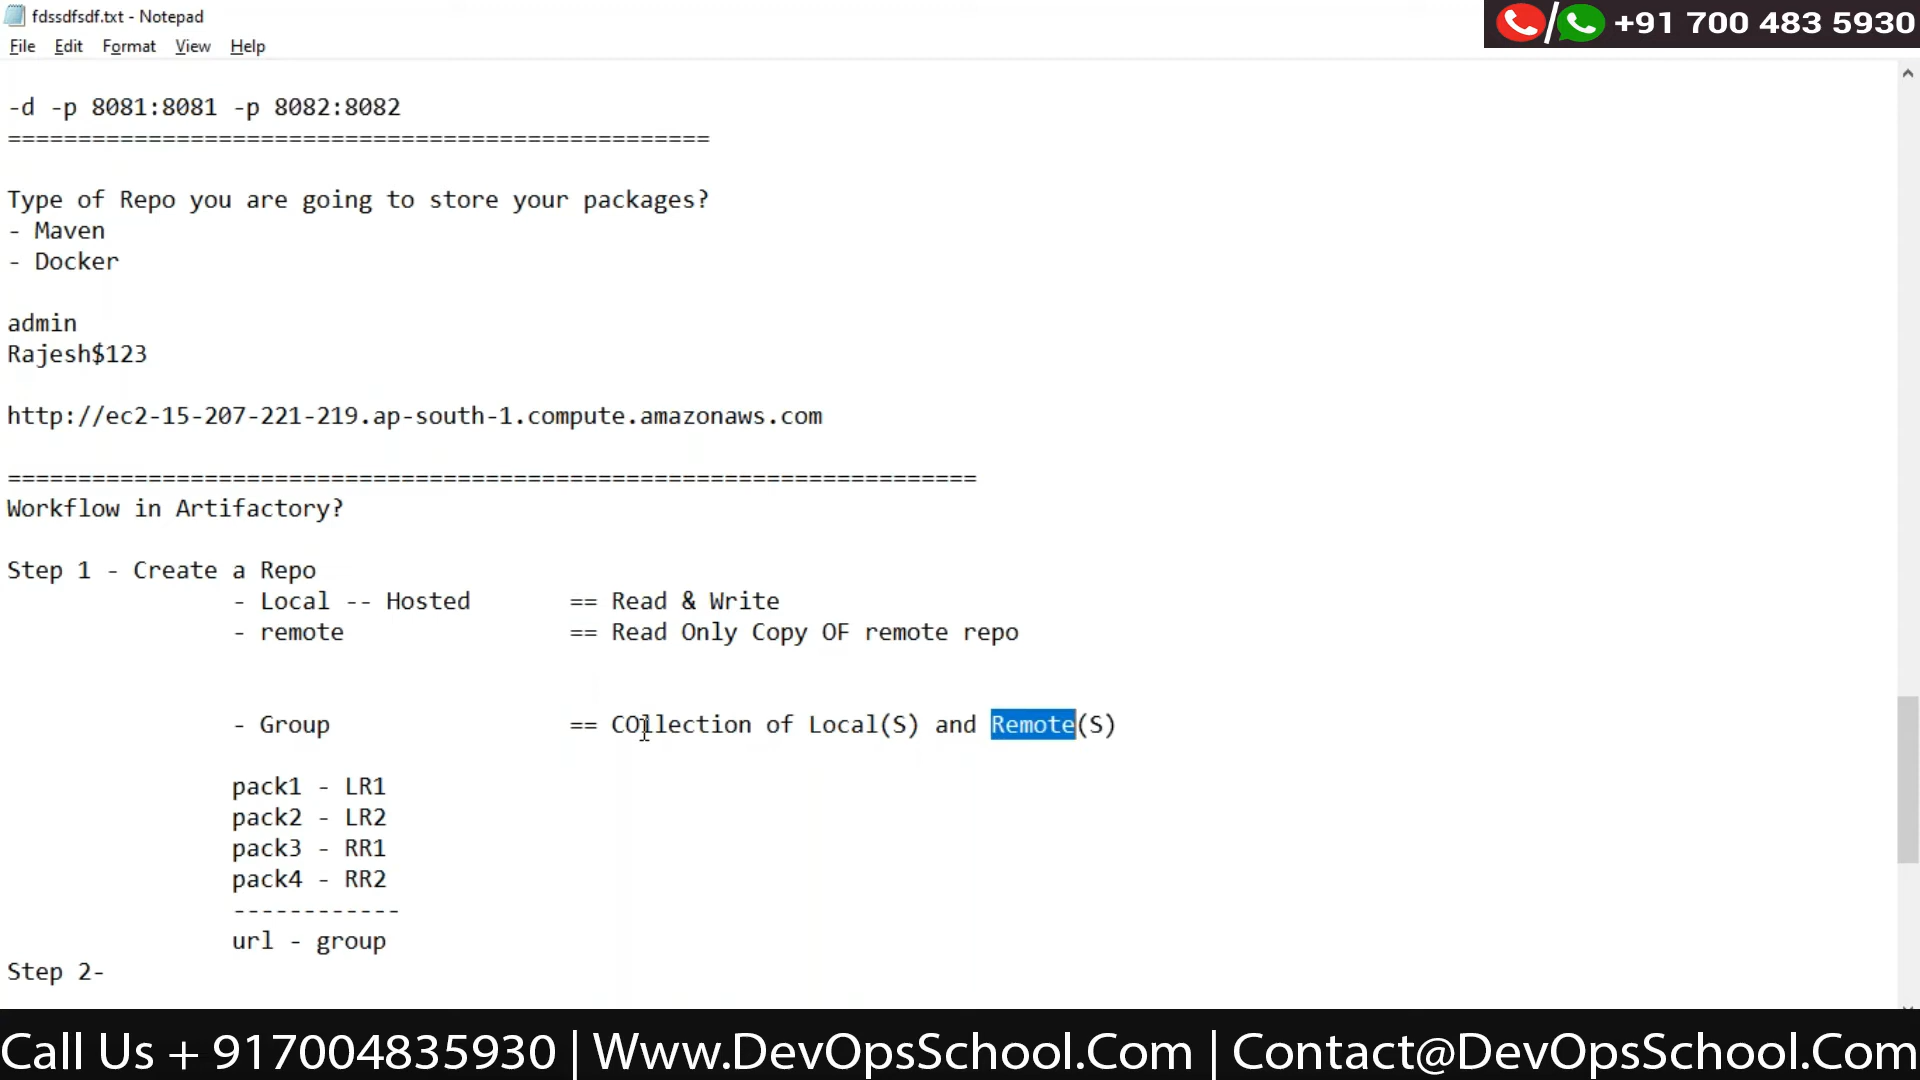 fdssdfsdf.txt - Notepad
+91 700 483 5930
File Edit Format View Help
-d -p 8081:8081 -p 8082:8082
==================================================
Type of Repo you are going to store your packages?
- Maven
- Docker
admin
Rajesh$123
http://ec2-15-207-221-219.ap-south-1.compute.amazonaws.com
=====================================================================
Workflow in Artifactory?
Step 1 - Create a Repo
- Local -- Hosted == Read & Write
- remote == Read Only Copy OF remote repo
- Group == COllection of Local(S) and Remote(S)
pack1 - LR1
pack2 - LR2
pack3 - RR1
pack4 - RR2
------------
url - group
Step 2-
Call Us + 917004835930 | Www.DevOpsSchool.Com | Contact@DevOpsSchool.Com